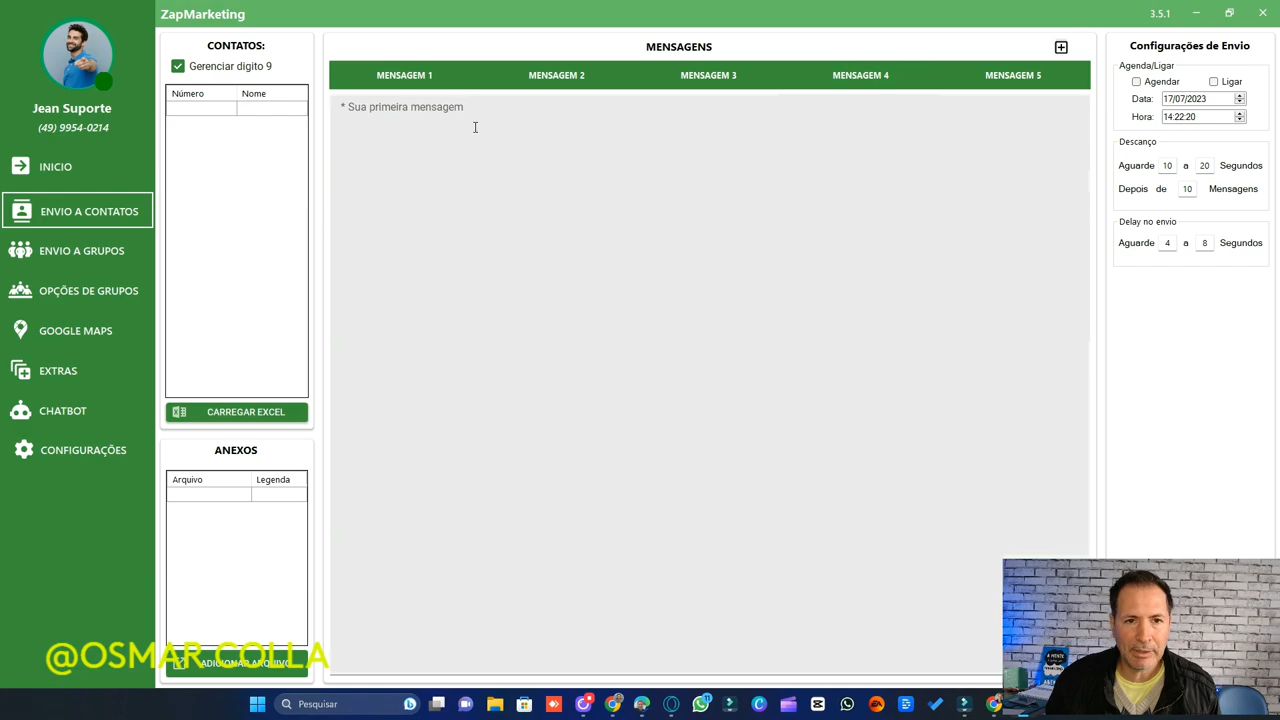 ZapMarketing
3.5.1
Jean Suporte
(49) 9954-0214
INICIO
ENVIO A CONTATOS
ENVIO A GRUPOS
OPÇÕES DE GRUPOS
GOOGLE MAPS
EXTRAS
CHATBOT
CONFIGURAÇÕES
CONTATOS:
Gerenciar digito 9
Número Nome
CARREGAR EXCEL
ANEXOS
Arquivo Legenda
ADICIONAR ARQUIVO
@OSMAR COLLA
MENSAGENS
MENSAGEM 1 MENSAGEM 2 MENSAGEM 3 MENSAGEM 4 MENSAGEM 5
* Sua primeira mensagem
Configurações de Envio
Agenda/Ligar
Agendar Ligar
Data: 17/07/2023
Hora: 14:22:20
Descanço
Aguarde 10 a 20 Segundos
Depois de 10 Mensagens
Delay no envio
Aguarde 4 a 8 Segundos
A MENTE
Pesquisar
11